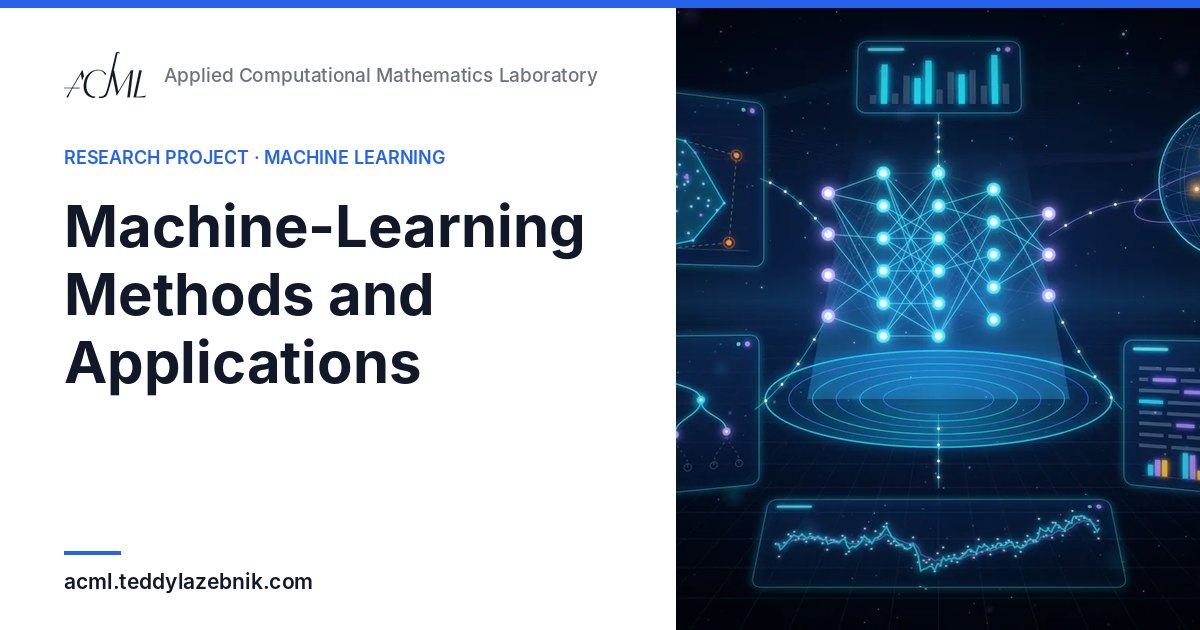 ACML
Applied Computational Mathematics Laboratory
RESEARCH PROJECT · MACHINE LEARNING
Machine-Learning
Methods and
Applications
acml.teddylazebnik.com